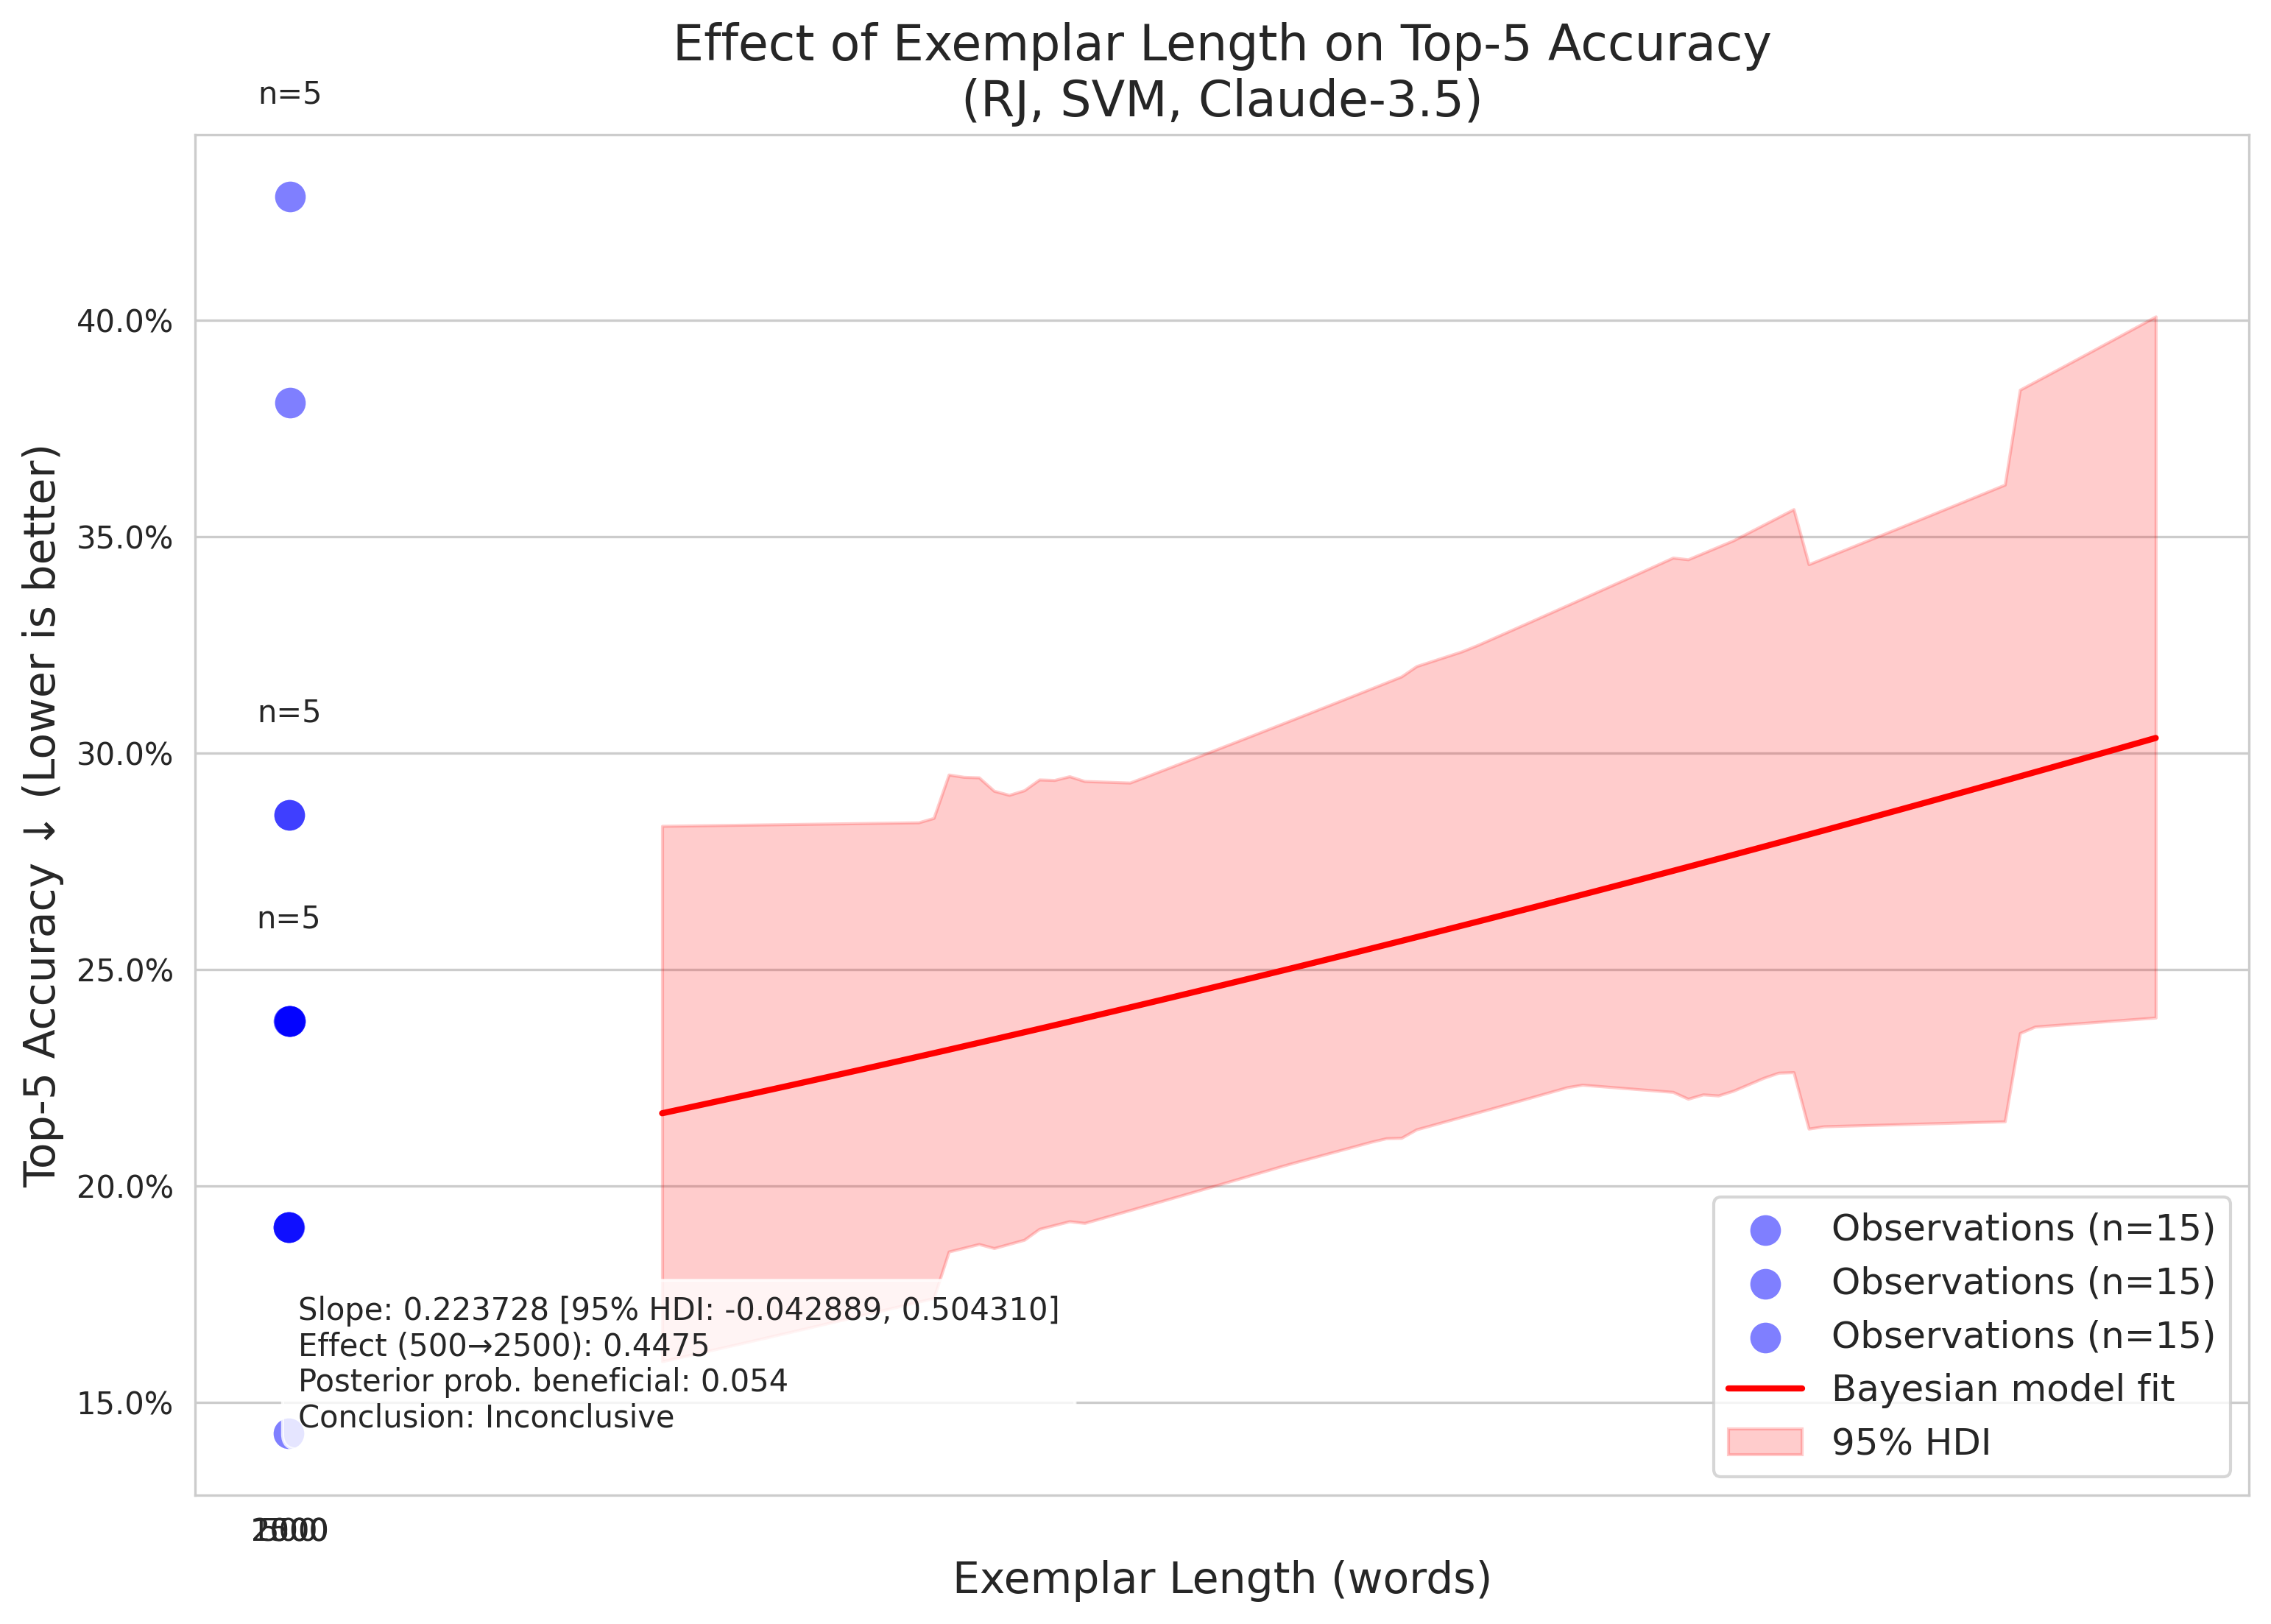 Effect of Exemplar Length on Top-5 Accuracy
(RJ, SVM, Claude-3.5)
n=5
n=5
n=5
Top-5 Accuracy ↓ (Lower is better)
40.0%
35.0%
30.0%
25.0%
20.0%
15.0%
Slope: 0.223728 [95% HDI: -0.042889, 0.504310]
Effect (500→2500): 0.4475
Posterior prob. beneficial: 0.054
Conclusion: Inconclusive
Observations (n=15)
Observations (n=15)
Observations (n=15)
Bayesian model fit
95% HDI
Exemplar Length (words)